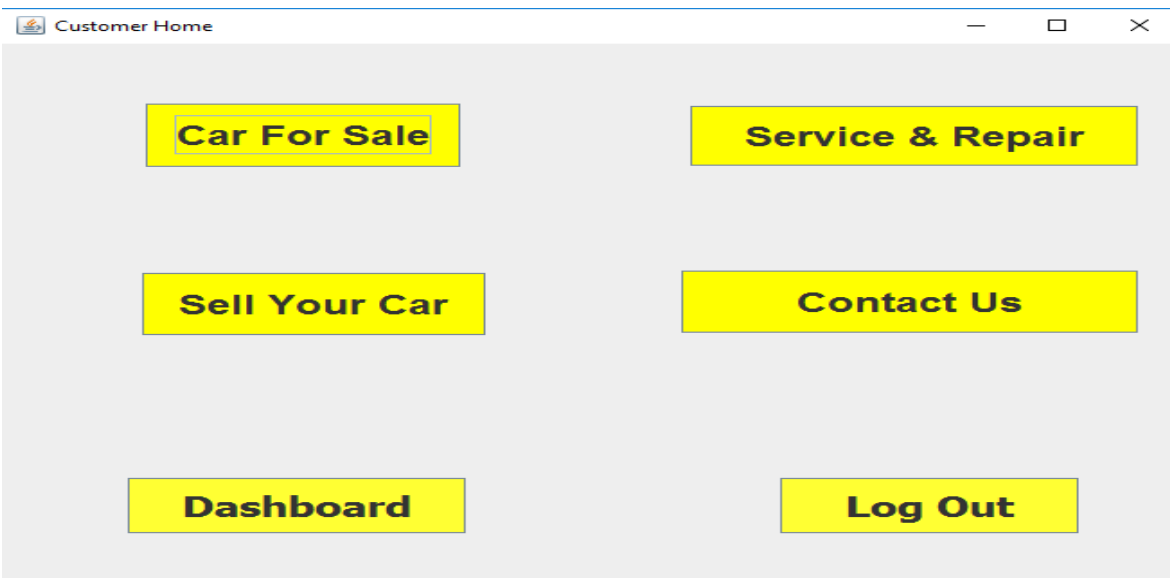 Customer Home
Car For Sale
Service & Repair
Sell Your Car
Contact Us
Dashboard
Log Out